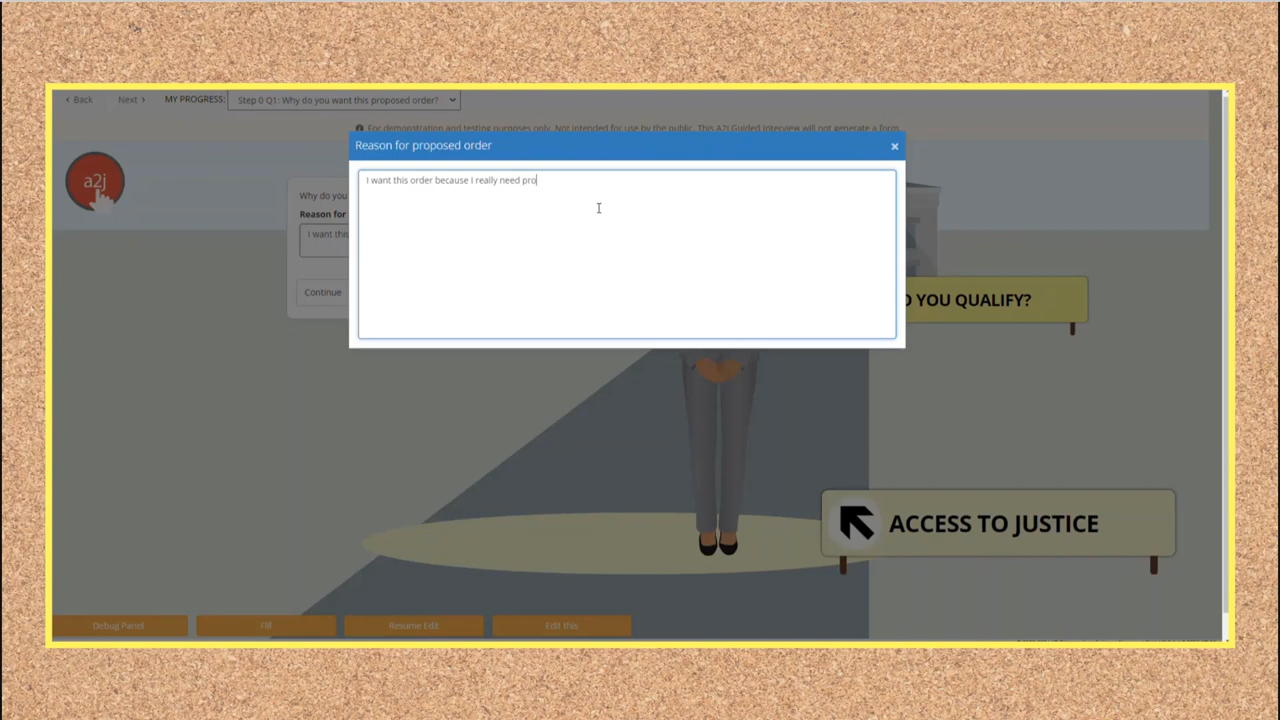 Back Next MY PROGRESS: Step 0 Q1: Why do you want this proposed order?
For demonstration and testing purposes only. Not intended for use by the public. This A2J Guided Interview will not generate a form.
Reason for proposed order
I want this order because I really need pro
a2j
Why do you
Reason for
I want this
Continue
O YOU QUALIFY?
ACCESS TO JUSTICE
Debug Panel Fill Resume Edit Edit this